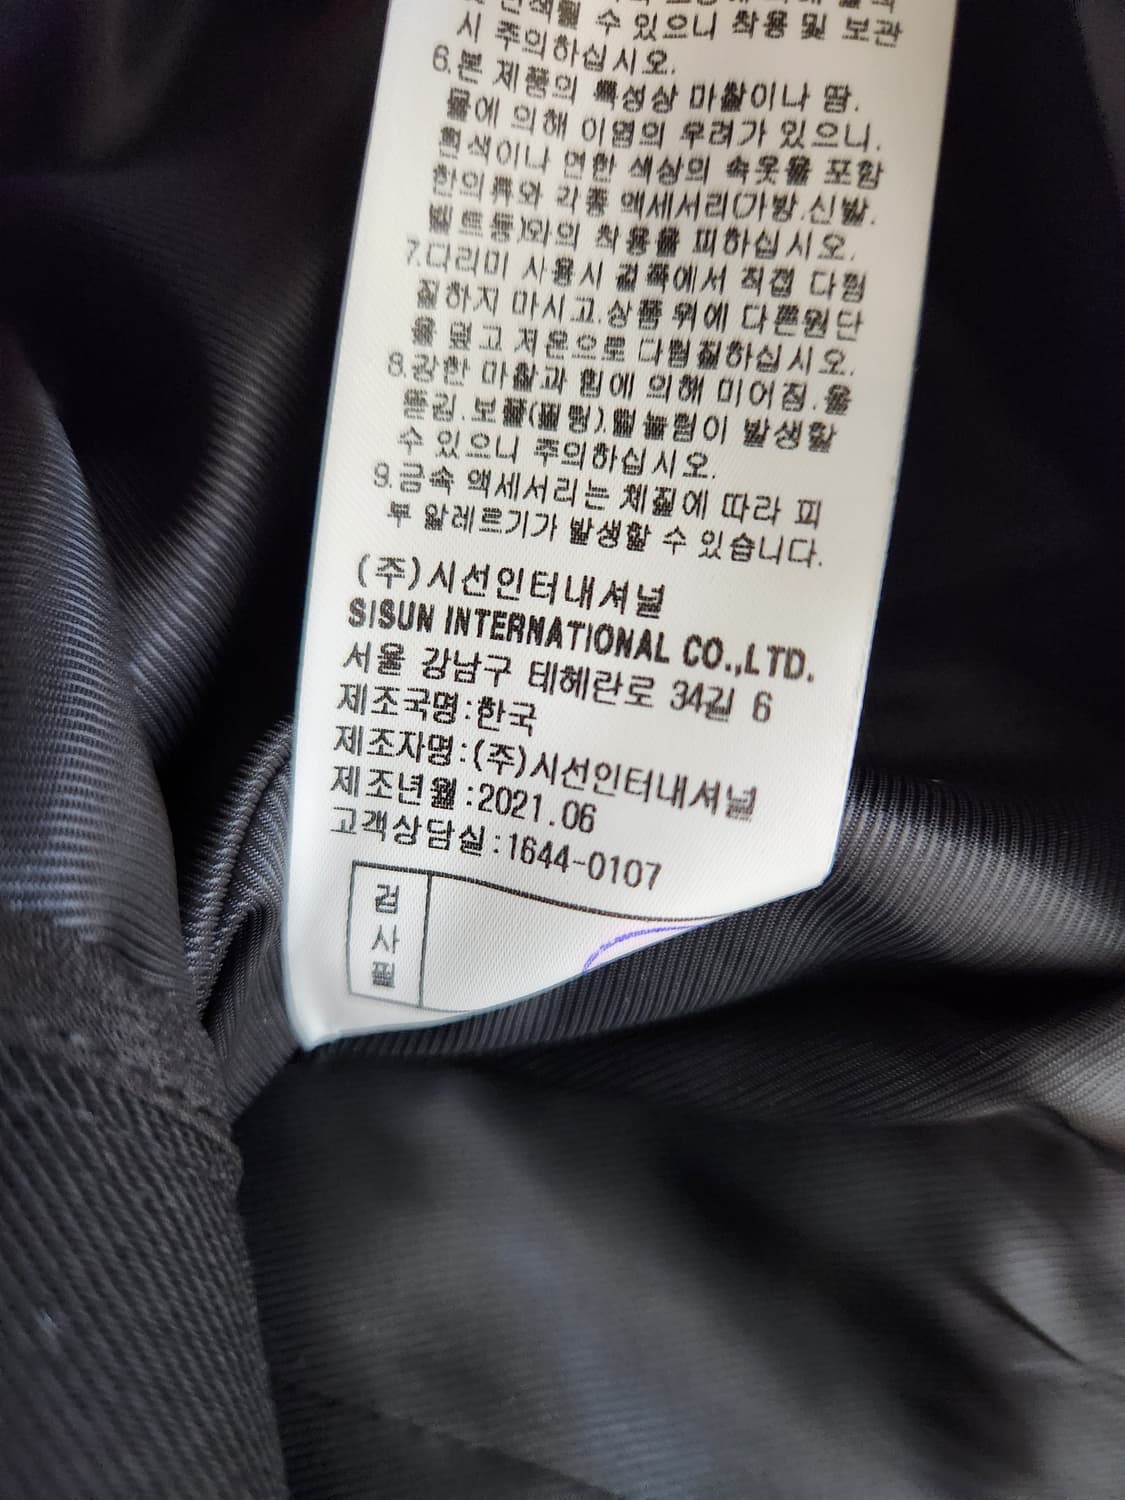 수 있으니 착용 및 보관
시 주의하십시오.
6.본 제품의 특성상 마찰이나 땀.
물에 의해 이염의 우려가 있으니.
흰색이나 연한 색상의 속옷을 포함
한의류와 각종 액세서리(가방.신발.
벨트등)와의 착용을 피하십시오.
7.다리미 사용시 겉쪽에서 직접 다림
질하지 마시고.상품 위에 다른원단
을 덮고 저온으로 다림질하십시오.
8.강한 마찰과 힘에 의해 미어짐.올
뜯김.보풀(필링).털눌림이 발생할
수 있으니 주의하십시오.
9.금속 액세서리는 체질에 따라 피
부 알레르기가 발생할 수 있습니다.
(주)시선인터내셔널
SISUN INTERNATIONAL CO.,LTD.
서울 강남구 테헤란로 34길 6
제조국명:한국
제조자명:(주)시선인터내셔널
제조년월:2021.06
고객상담실:1644-0107
검
사
필